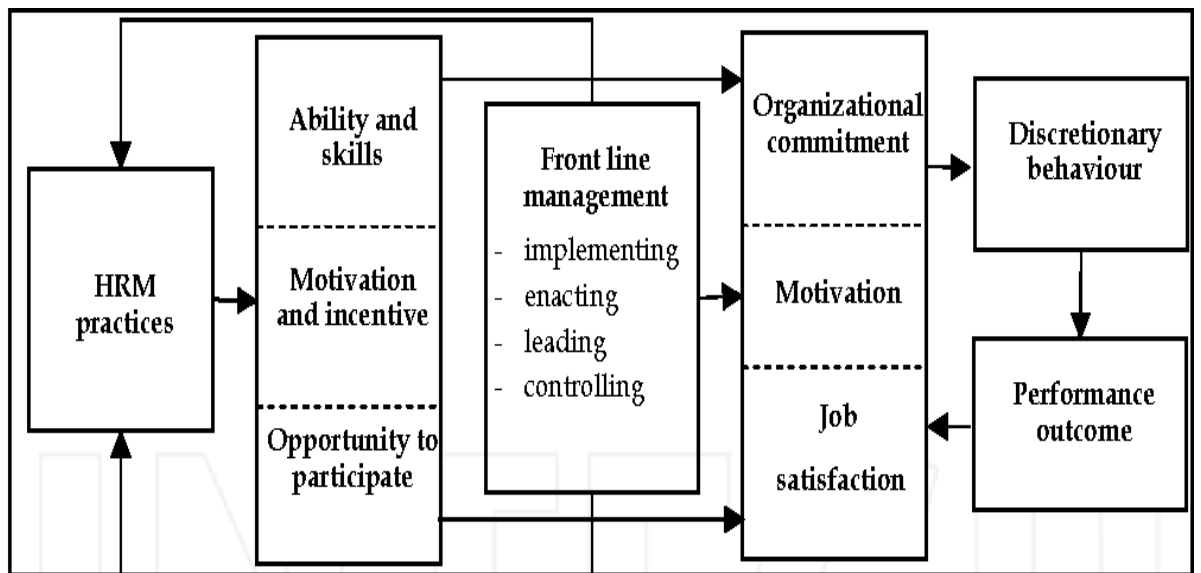 HRM
practices
Ability and
skills
Motivation
and incentive
Opportunity to
participate
Front line
management
- implementing
- enacting
- leading
- controlling
Organizational
commitment
Motivation
Job
satisfaction
Discretionary
behaviour
Performance
outcome